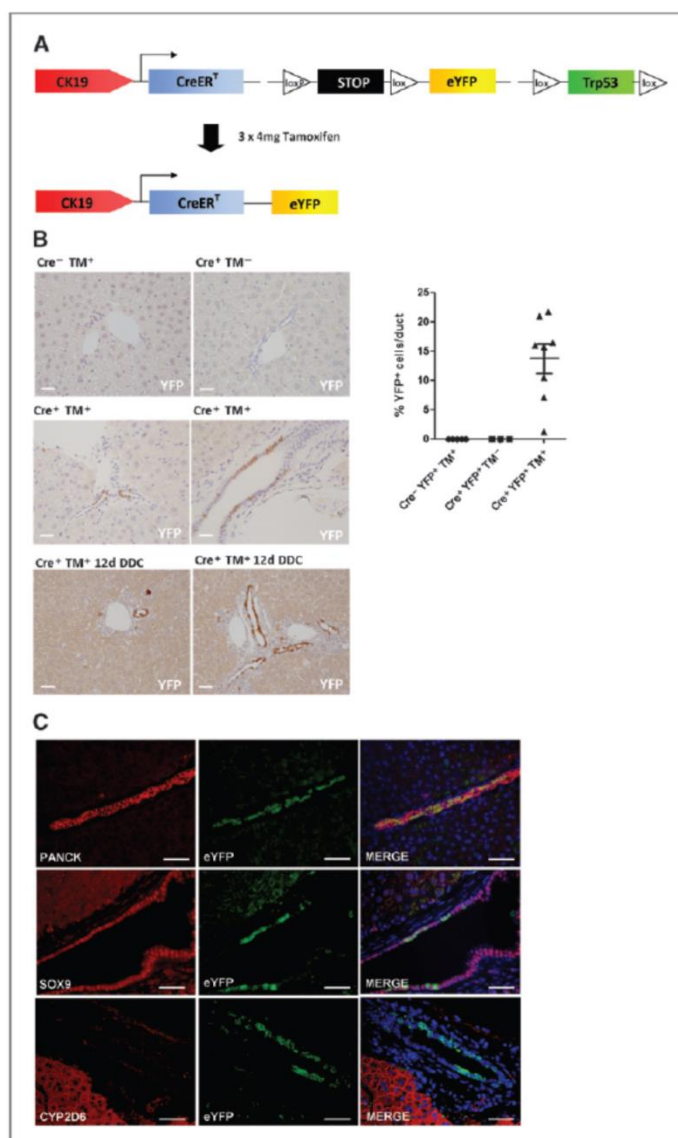 A
CK19 CreERᵀ loxP STOP lox eYFP lox Trp53 lox
3 x 4mg Tamoxifen
CK19 CreERᵀ eYFP
B
Cre⁻ TM⁺ Cre⁺ TM⁻
YFP YFP
Cre⁺ TM⁺ Cre⁺ TM⁺
YFP YFP
Cre⁺ TM⁺ 12d DDC Cre⁺ TM⁺ 12d DDC
YFP YFP
% YFP⁺ cells/duct
25
20
15
10
5
0
Cre⁻ YFP⁺ TM⁺
Cre⁺ YFP⁺ TM⁻
Cre⁺ YFP⁺ TM⁺
C
PANCK eYFP MERGE
SOX9 eYFP MERGE
CYP2D6 eYFP MERGE